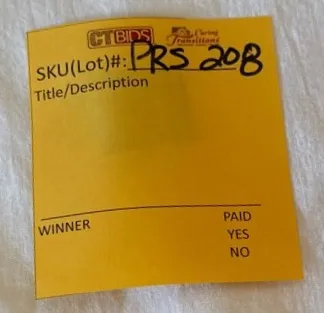 CTBIDS Caring Transitions
SKU(Lot)#: PRS 208
Title/Description
WINNER PAID
YES
NO